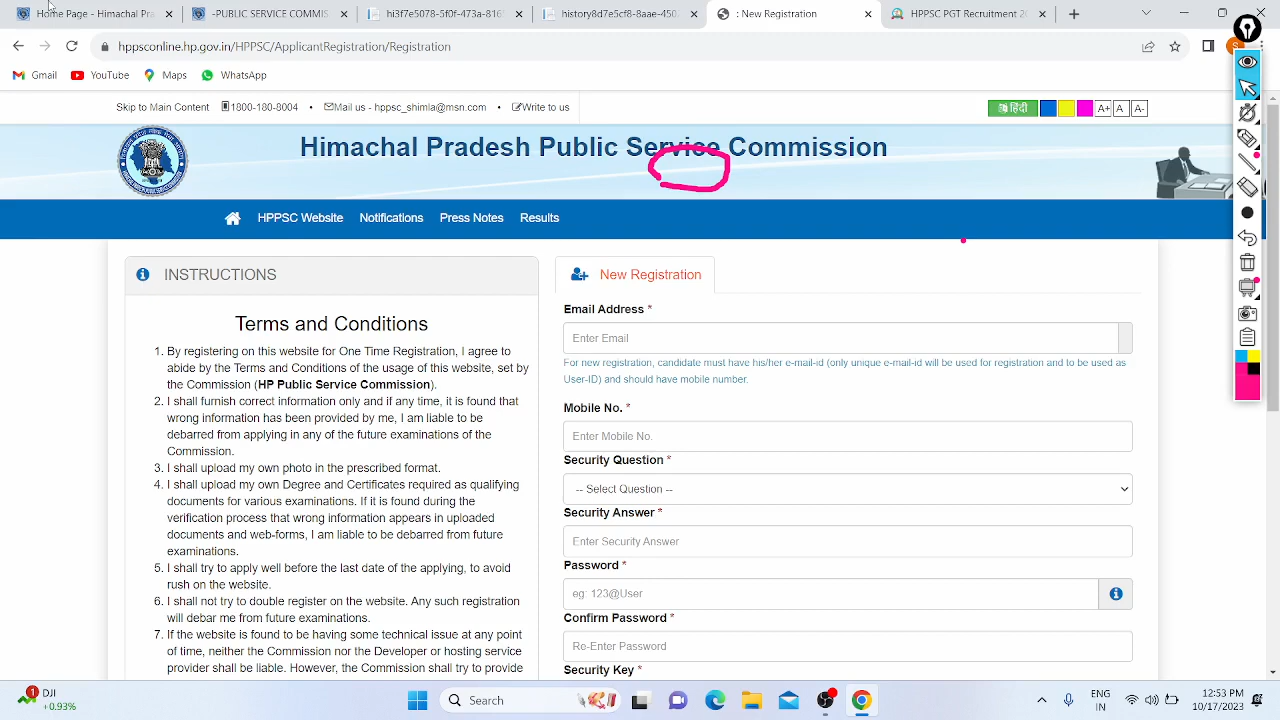 Home Page - Himachal Pra
-PUBLIC SERVICE COMMISS
hi3f7e5078-5f07-473a-8161
history8d7e5cf8-8aae-450
: New Registration
HPPSC PGT Recruitment 2
hppsconline.hp.gov.in/HPPSC/ApplicantRegistration/Registration
Gmail YouTube Maps WhatsApp
Skip to Main Content 1800-180-8004 • Mail us - hppsc_shimla@msn.com • Write to us
हिंदी A+ A A-
Himachal Pradesh Public Service Commission
HPPSC Website Notifications Press Notes Results
INSTRUCTIONS
Terms and Conditions
1. By registering on this website for One Time Registration, I agree to
abide by the Terms and Conditions of the usage of this website, set by
the Commission (HP Public Service Commission).
2. I shall furnish correct information only and if any time, it is found that
wrong information has been provided by me, I am liable to be
debarred from applying in any of the future examinations of the
Commission.
3. I shall upload my own photo in the prescribed format.
4. I shall upload my own Degree and Certificates required as qualifying
documents for various examinations. If it is found during the
verification process that wrong information appears in uploaded
documents and web-forms, I am liable to be debarred from future
examinations.
5. I shall try to apply well before the last date of the applying, to avoid
rush on the website.
6. I shall not try to double register on the website. Any such registration
will debar me from future examinations.
7. If the website is found to be having some technical issue at any point
of time, neither the Commission nor the Developer or hosting service
provider shall be liable. However, the Commission shall try to provide
New Registration
Email Address *
Enter Email
For new registration, candidate must have his/her e-mail-id (only unique e-mail-id will be used for registration and to be used as
User-ID) and should have mobile number.
Mobile No. *
Enter Mobile No.
Security Question *
-- Select Question --
Security Answer *
Enter Security Answer
Password *
eg: 123@User
Confirm Password *
Re-Enter Password
Security Key *
1
DJI
+0.93%
Search
ENG
IN
12:53 PM
10/17/2023